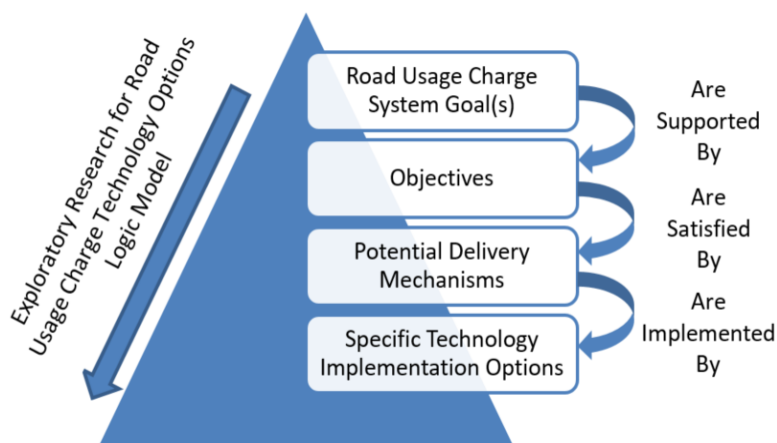 Exploratory Research for Road
Usage Charge Technology Options
Logic Model
Road Usage Charge
System Goal(s)
Are
Supported
By
Objectives
Are
Satisfied
By
Potential Delivery
Mechanisms
Are
Implemented
By
Specific Technology
Implementation Options